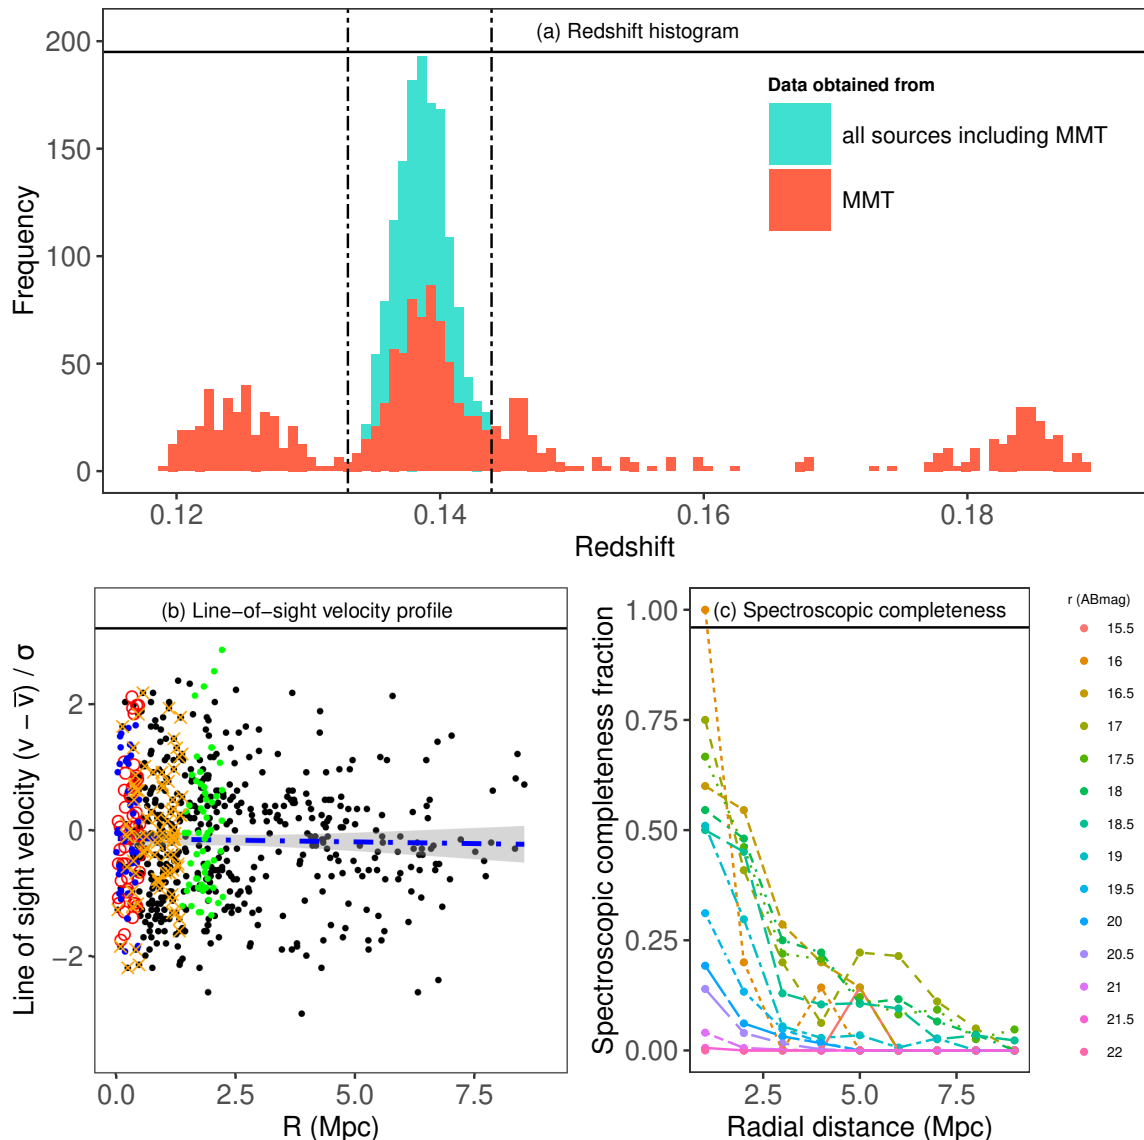 (a) Redshift histogram
200
150
100
50
0
Frequency
Data obtained from
all sources including MMT
MMT
0.12
0.14
0.16
0.18
Redshift
(b) Line−of−sight velocity profile
2
0
−2
Line of sight velocity (v − v̅) / σ
0.0
2.5
5.0
7.5
R (Mpc)
(c) Spectroscopic completeness
1.00
0.75
0.50
0.25
0.00
Spectroscopic completeness fraction
2.5
5.0
7.5
Radial distance (Mpc)
r (ABmag)
15.5
16
16.5
17
17.5
18
18.5
19
19.5
20
20.5
21
21.5
22